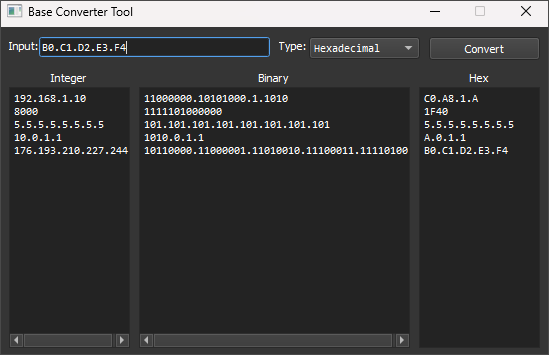 Base Converter Tool
Input: B0.C1.D2.E3.F4 Type: Hexadecimal Convert
Integer Binary Hex
192.168.1.10 11000000.10101000.1.1010 C0.A8.1.A
8000 1111101000000 1F40
5.5.5.5.5.5.5.5 101.101.101.101.101.101.101.101 5.5.5.5.5.5.5.5
10.0.1.1 1010.0.1.1 A.0.1.1
176.193.210.227.244 10110000.11000001.11010010.11100011.11110100 B0.C1.D2.E3.F4